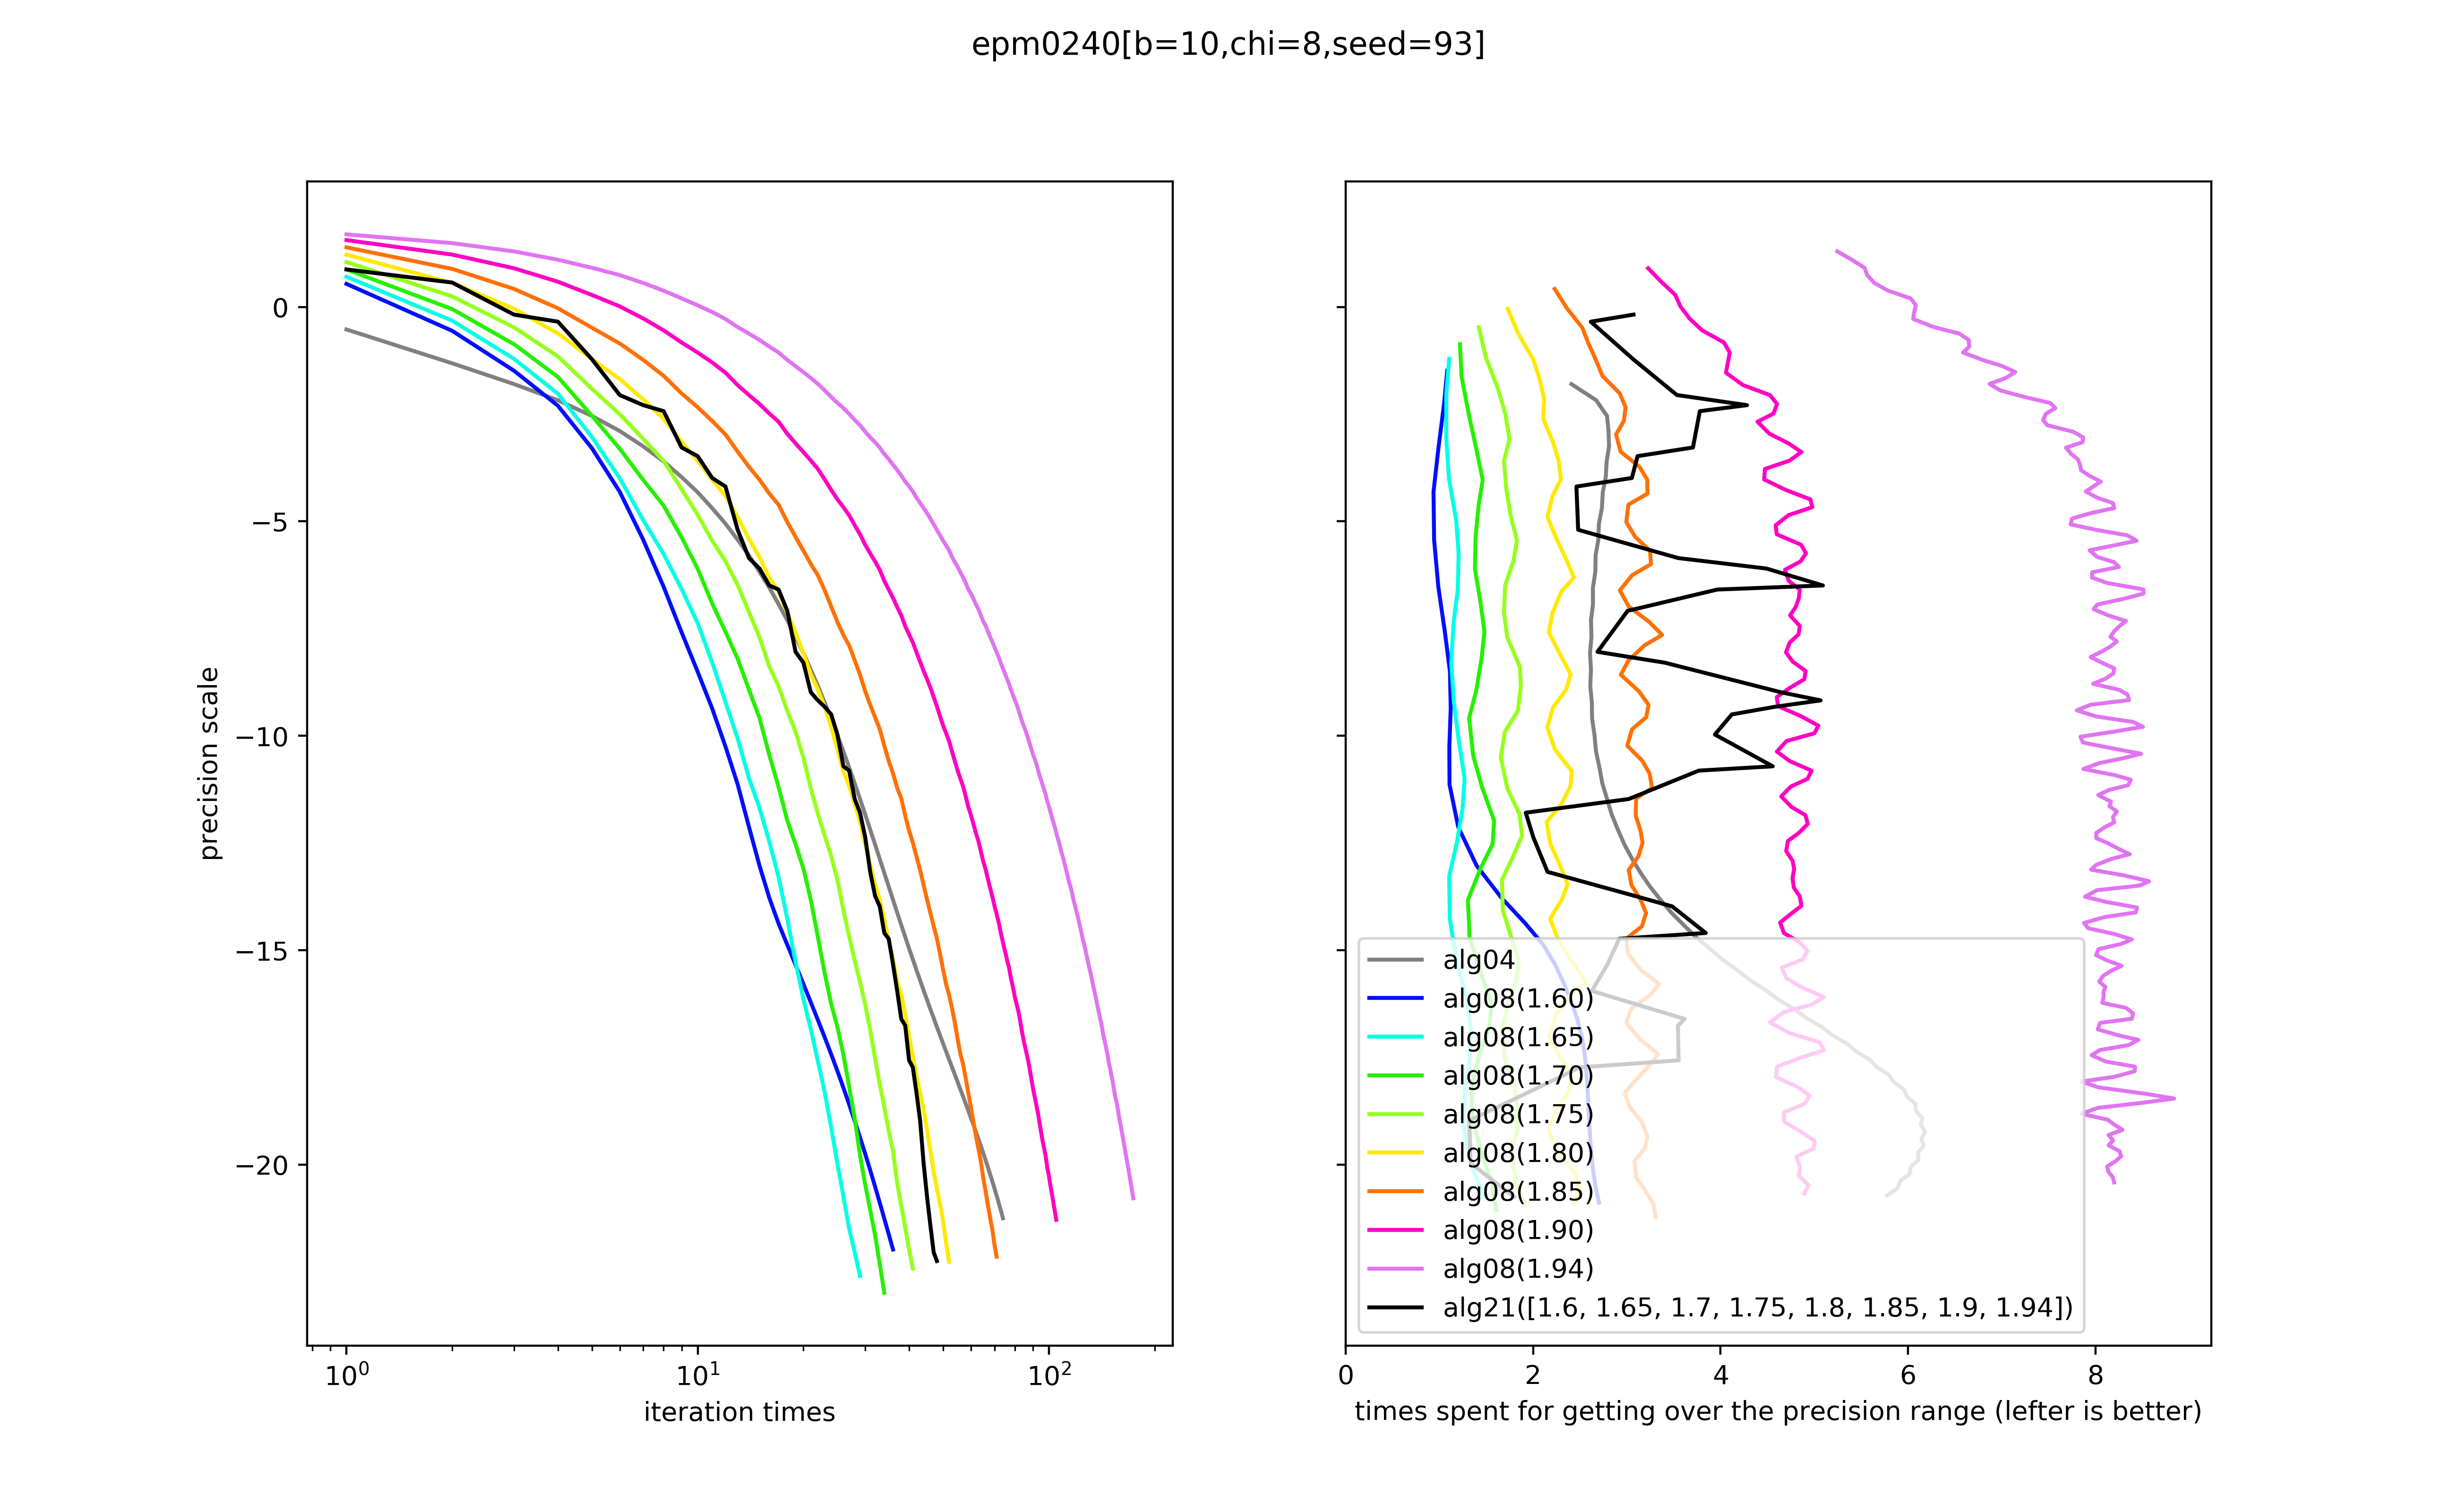 epm0240[b=10,chi=8,seed=93]
precision scale
0
−5
−10
−15
−20
10⁰
10¹
10²
iteration times
alg04
alg08(1.60)
alg08(1.65)
alg08(1.70)
alg08(1.75)
alg08(1.80)
alg08(1.85)
alg08(1.90)
alg08(1.94)
alg21([1.6, 1.65, 1.7, 1.75, 1.8, 1.85, 1.9, 1.94])
0
2
4
6
8
times spent for getting over the precision range (lefter is better)